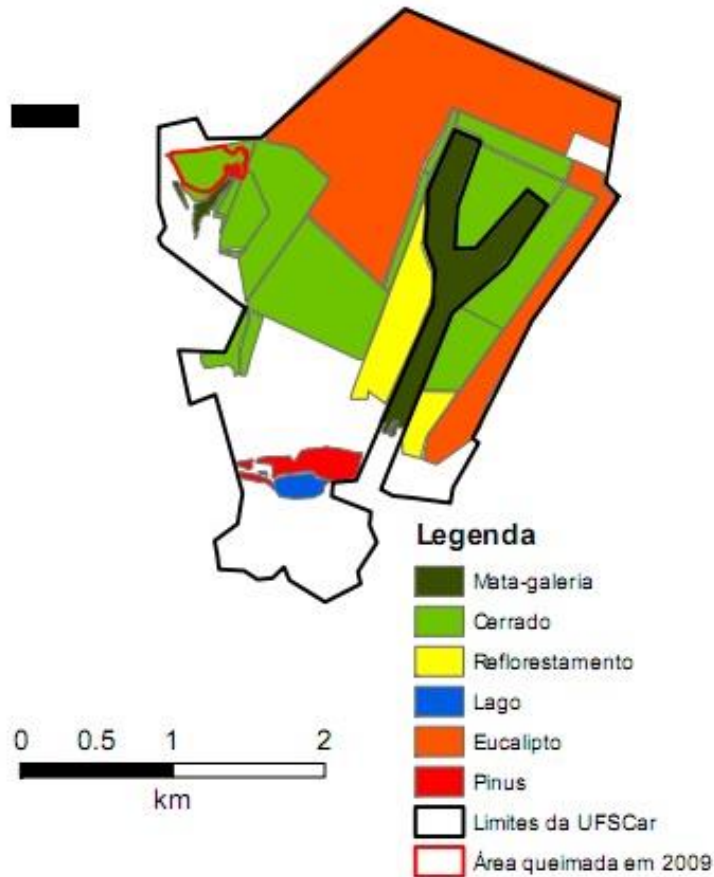 Legenda
Mata-galeria
Cerrado
Reflorestamento
Lago
Eucalipto
Pinus
Limites da UFSCar
Área queimada em 2009
0 0.5 1 2
km